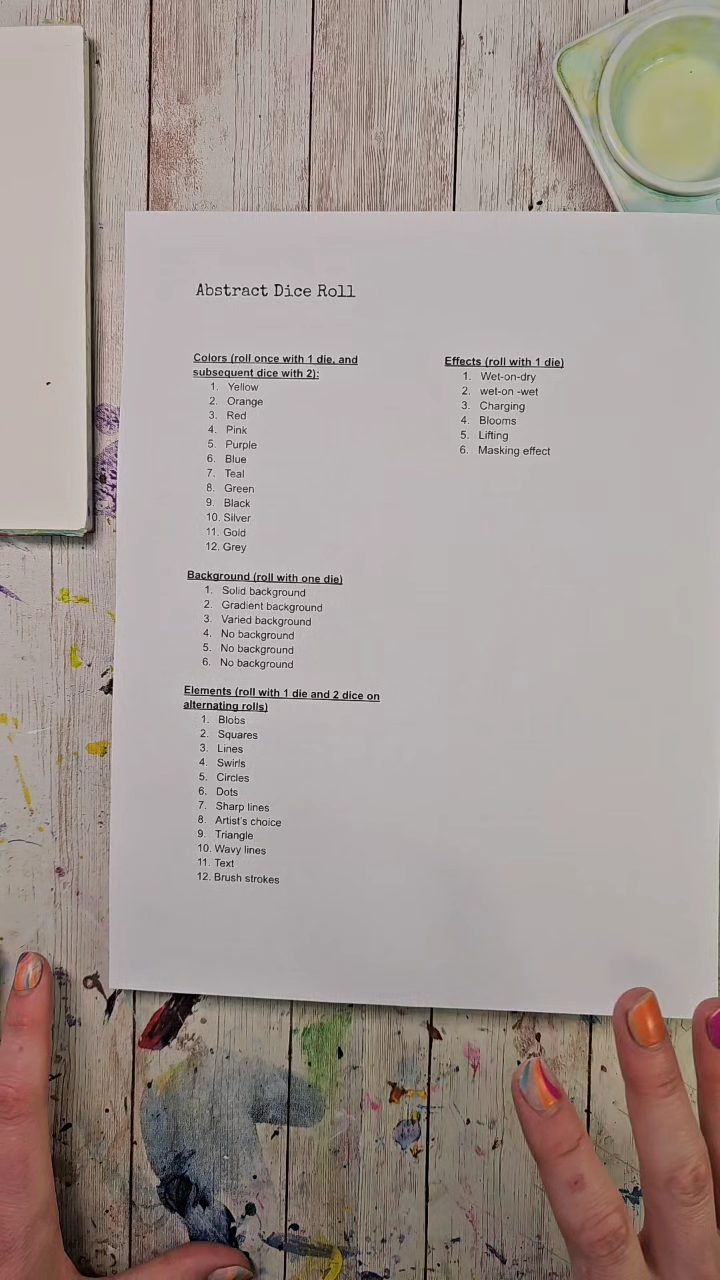 Abstract Dice Roll
Colors (roll once with 1 die, and
subsequent dice with 2):
1. Yellow
2. Orange
3. Red
4. Pink
5. Purple
6. Blue
7. Teal
8. Green
9. Black
10. Silver
11. Gold
12. Grey
Background (roll with one die)
1. Solid background
2. Gradient background
3. Varied background
4. No background
5. No background
6. No background
Elements (roll with 1 die and 2 dice on
alternating rolls)
1. Blobs
2. Squares
3. Lines
4. Swirls
5. Circles
6. Dots
7. Sharp lines
8. Artist's choice
9. Triangle
10. Wavy lines
11. Text
12. Brush strokes
Effects (roll with 1 die)
1. Wet-on-dry
2. wet-on -wet
3. Charging
4. Blooms
5. Lifting
6. Masking effect